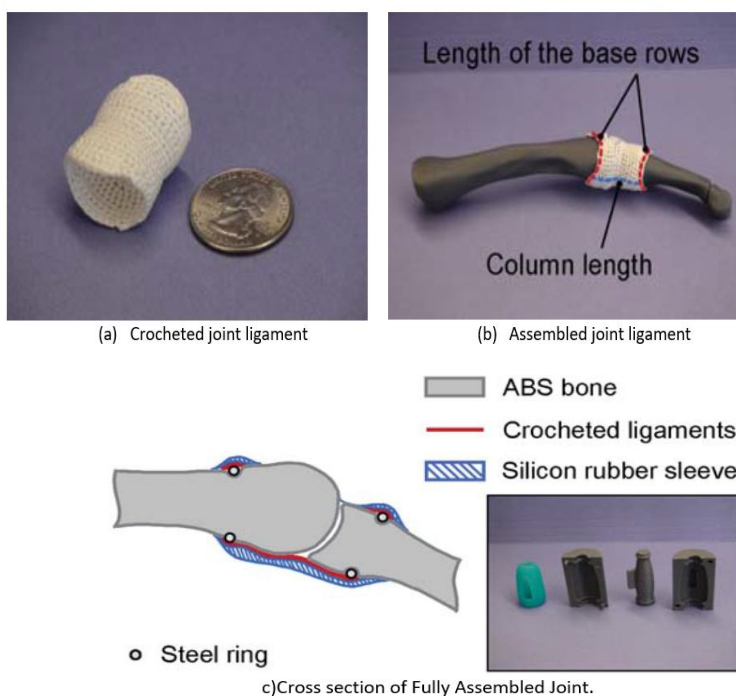 Length of the base rows
Column length
(a) Crocheted joint ligament
(b) Assembled joint ligament
ABS bone
Crocheted ligaments
Silicon rubber sleeve
Steel ring
c)Cross section of Fully Assembled Joint.